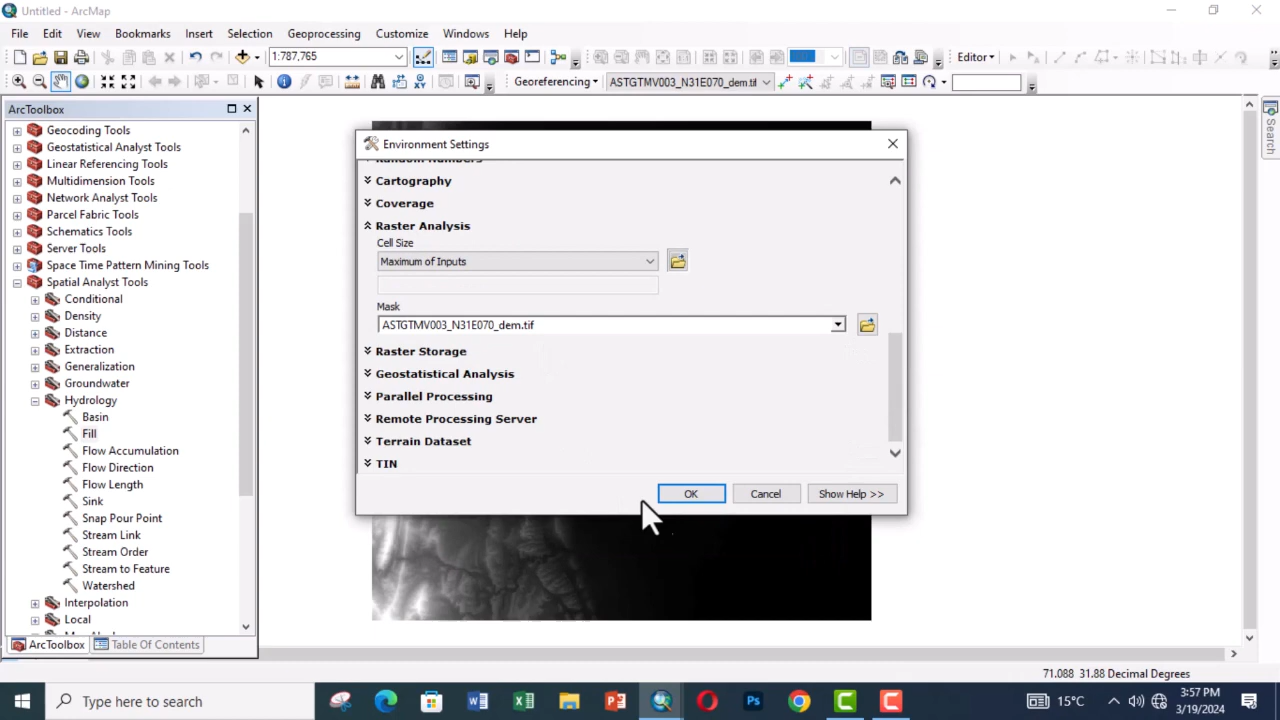 Untitled - ArcMap
File Edit View Bookmarks Insert Selection Geoprocessing Customize Windows Help
1:787,765
Editor
Georeferencing ASTGTMV003_N31E070_dem.tif
ArcToolbox
Geocoding Tools
Geostatistical Analyst Tools
Linear Referencing Tools
Multidimension Tools
Network Analyst Tools
Parcel Fabric Tools
Schematics Tools
Server Tools
Space Time Pattern Mining Tools
Spatial Analyst Tools
Conditional
Density
Distance
Extraction
Generalization
Groundwater
Hydrology
Basin
Fill
Flow Accumulation
Flow Direction
Flow Length
Sink
Snap Pour Point
Stream Link
Stream Order
Stream to Feature
Watershed
Interpolation
Local
ArcToolbox
Table Of Contents
Environment Settings
Random Numbers
Cartography
Coverage
Raster Analysis
Cell Size
Maximum of Inputs
Mask
ASTGTMV003_N31E070_dem.tif
Raster Storage
Geostatistical Analysis
Parallel Processing
Remote Processing Server
Terrain Dataset
TIN
OK Cancel Show Help >>
Search
71.088 31.88 Decimal Degrees
Type here to search
15°C
3:57 PM
3/19/2024